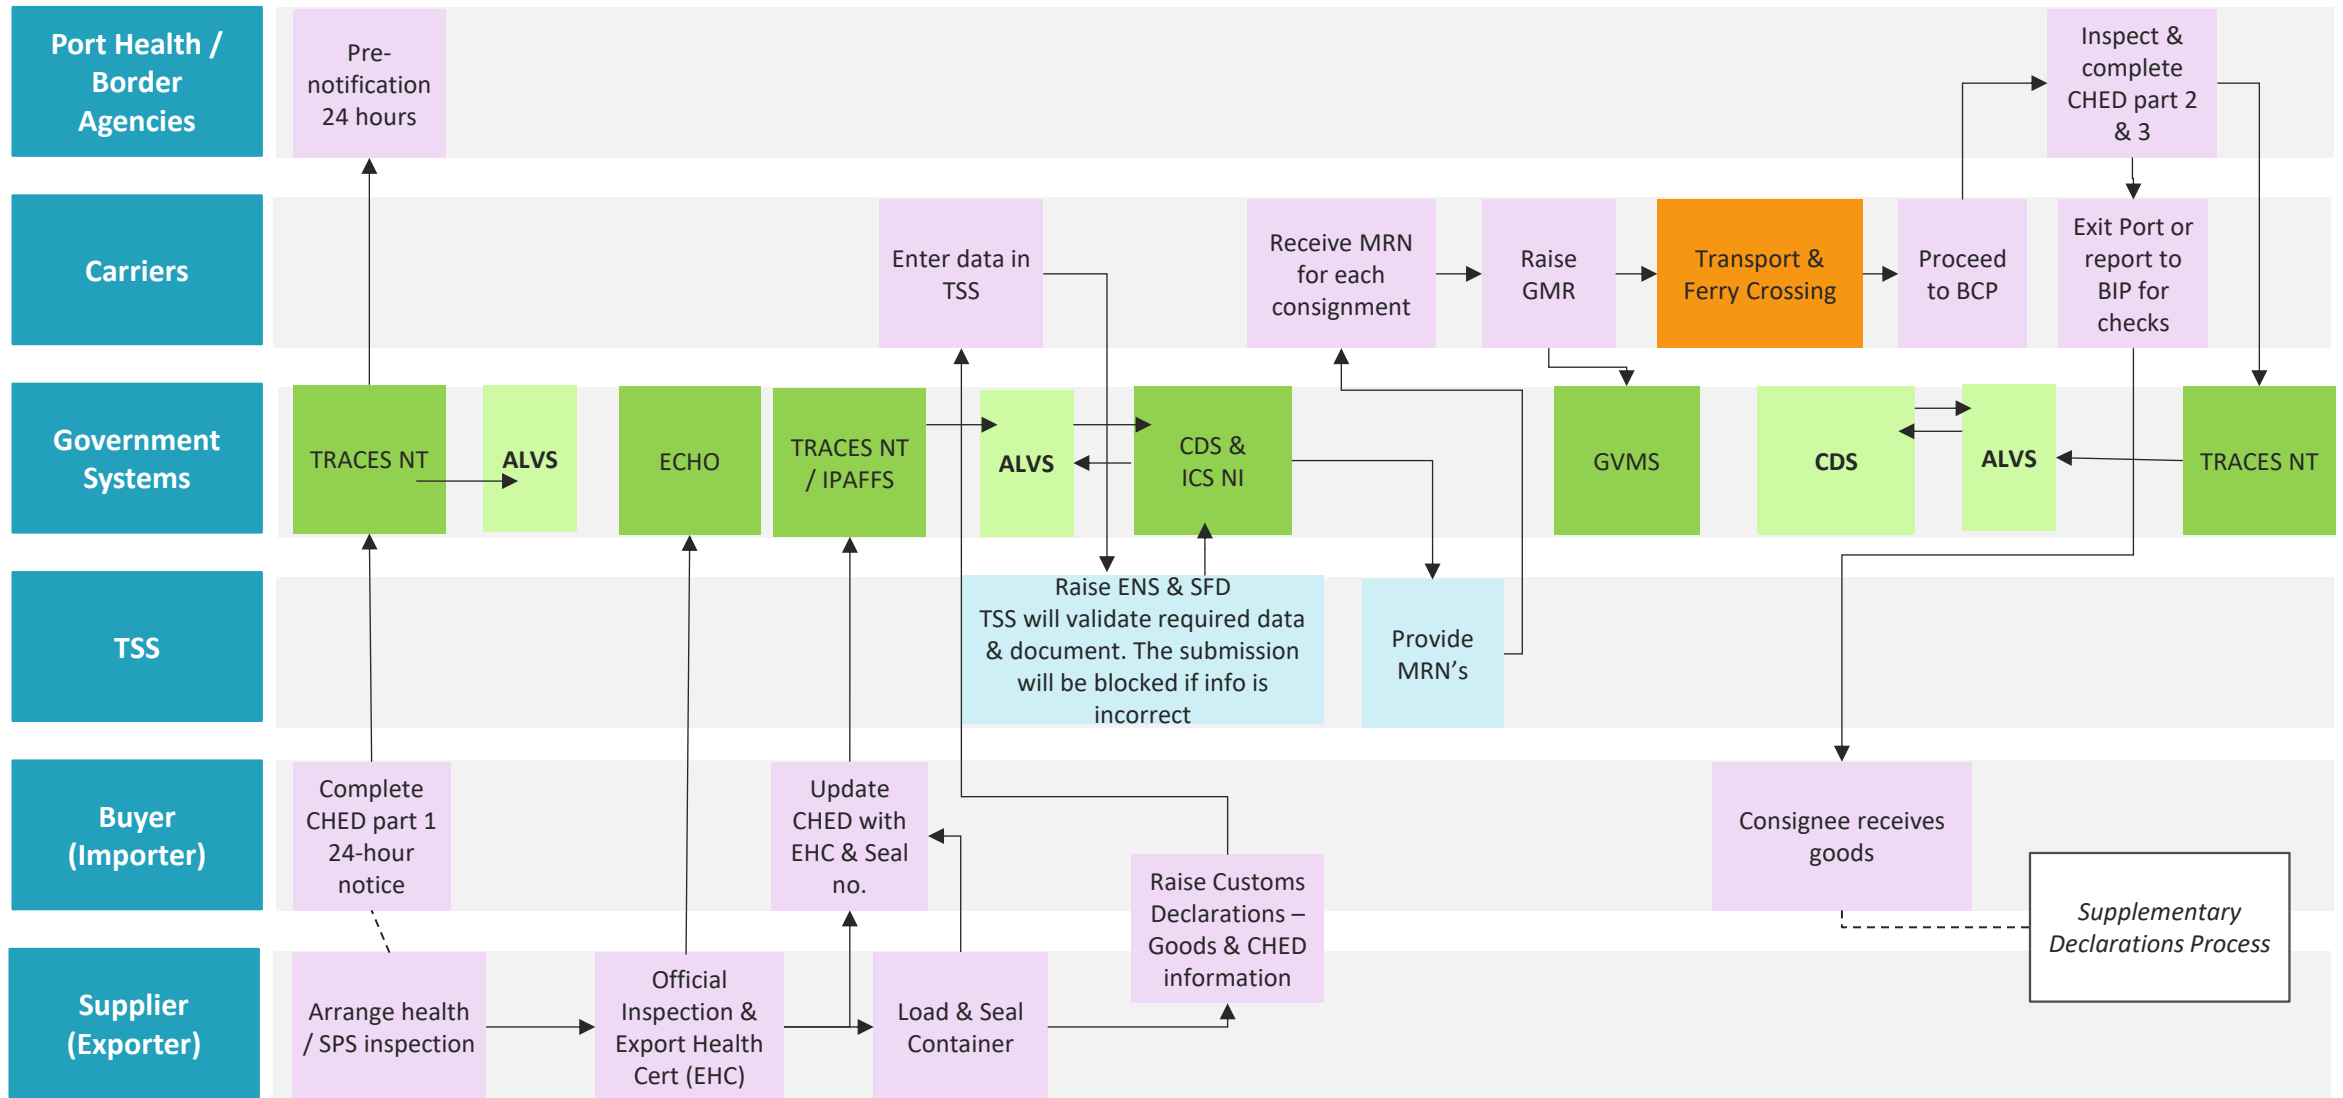 Port Health /
Border
Agencies
Pre-
notification
24 hours
Inspect &
complete
CHED part 2
& 3
Carriers
Enter data in
TSS
Receive MRN
for each
consignment
Raise
GMR
Transport &
Ferry Crossing
Proceed
to BCP
Exit Port or
report to
BIP for
checks
Government
Systems
TRACES NT
ALVS
ECHO
TRACES NT
/ IPAFFS
ALVS
CDS &
ICS NI
GVMS
CDS
ALVS
TRACES NT
TSS
Raise ENS & SFD
TSS will validate required data
& document. The submission
will be blocked if info is
incorrect
Provide
MRN’s
Buyer
(Importer)
Complete
CHED part 1
24-hour
notice
Update
CHED with
EHC & Seal
no.
Raise Customs
Declarations –
Goods & CHED
information
Consignee receives
goods
Supplementary
Declarations Process
Supplier
(Exporter)
Arrange health
/ SPS inspection
Official
Inspection &
Export Health
Cert (EHC)
Load & Seal
Container